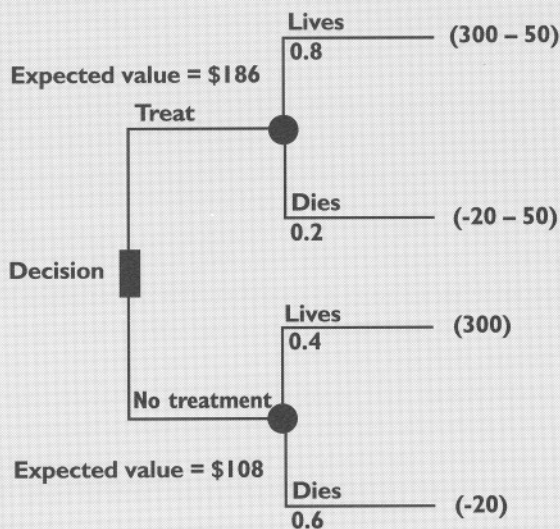 Lives
0.8
(300 – 50)
Expected value = $186
Treat
Dies
0.2
(-20 – 50)
Decision
Lives
0.4
(300)
No treatment
Expected value = $108
Dies
0.6
(-20)